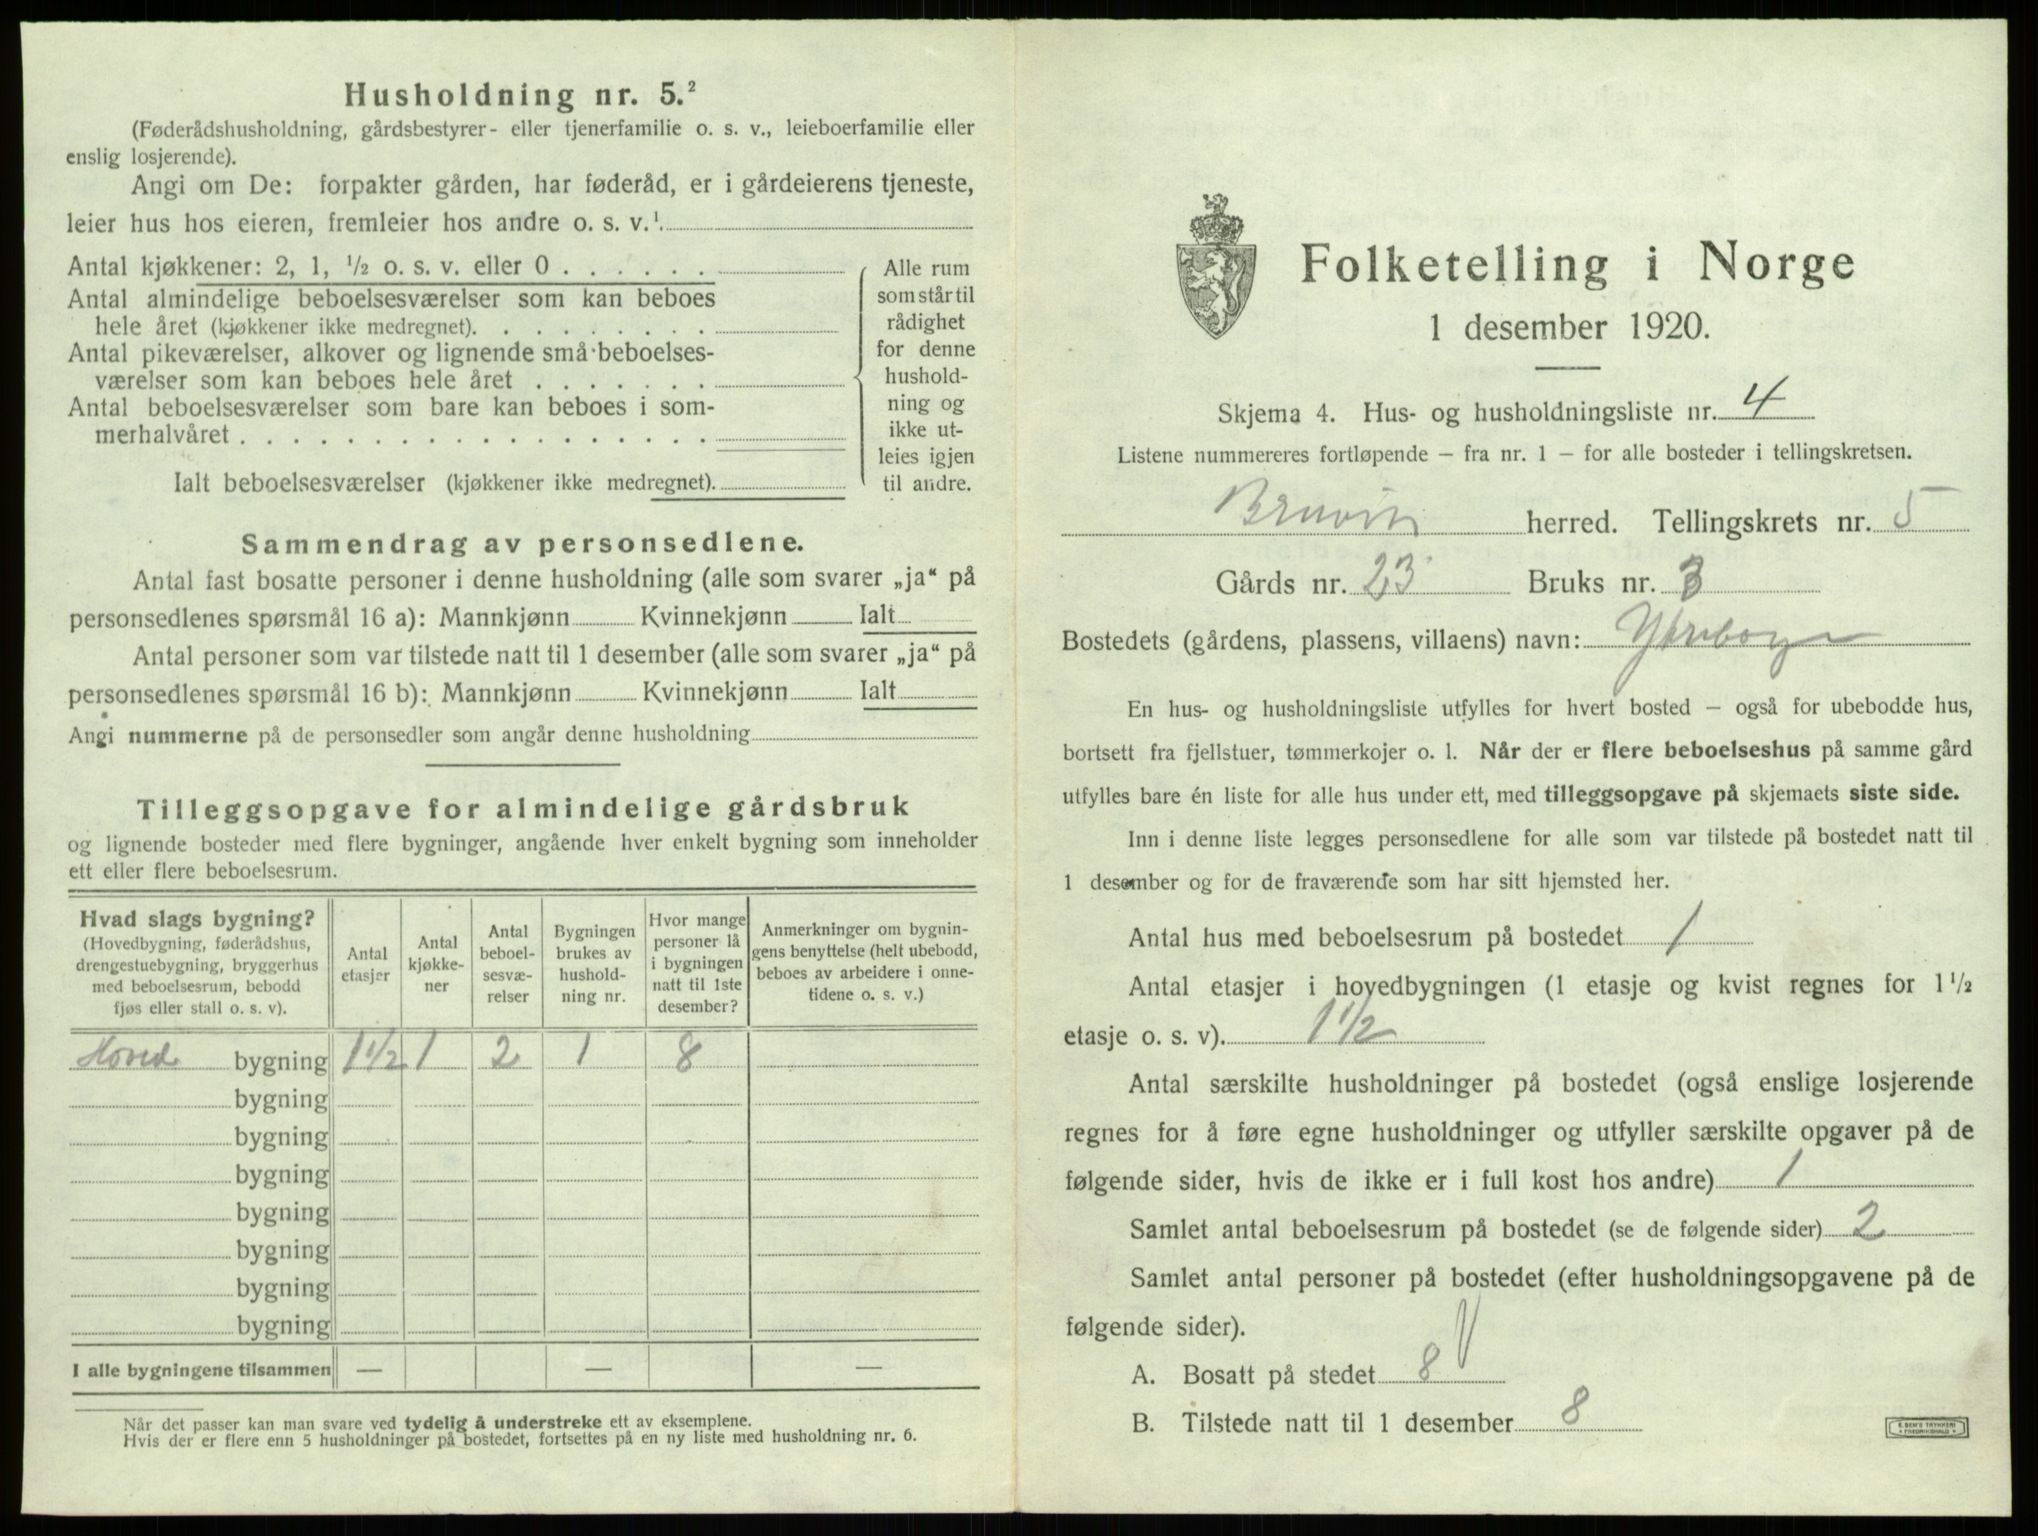 Husholdning nr. 5.²
(Føderådshusholdning, gårdsbestyrer- eller tjenerfamilie o. s. v., leieboerfamilie eller
enslig losjerende).
Angi om De: forpakter gården, har føderåd, er i gårdeierens tjeneste,
leier hus hos eieren, fremleier hos andre o. s. v.¹
Antal kjøkkener: 2, 1, ½ o. s. v. eller 0 . . . . . .
Antal almindelige beboelsesværelser som kan beboes
hele året (kjøkkener ikke medregnet). . . . . . . . .
Antal pikeværelser, alkover og lignende små beboelses-
værelser som kan beboes hele året . . . . . . .
Antal beboelsesværelser som bare kan beboes i som-
merhalvåret . . . . . . . . . . . . . . . . . .
Alle rum
som står til
rådighet
for denne
hushold-
ning og
ikke ut-
leies igjen
til andre.
Ialt beboelsesværelser (kjøkkener ikke medregnet).
Sammendrag av personsedlene.
Antal fast bosatte personer i denne husholdning (alle som svarer „ja“ på
personsedlenes spørsmål 16 a): Mannkjønn Kvinnekjønn Ialt
Antal personer som var tilstede natt til 1 desember (alle som svarer „ja“ på
personsedlenes spørsmål 16 b): Mannkjønn Kvinnekjønn Ialt
Angi nummerne på de personsedler som angår denne husholdning
Tilleggsopgave for almindelige gårdsbruk
og lignende bosteder med flere bygninger, angående hver enkelt bygning som inneholder
ett eller flere beboelsesrum.
Hvad slags bygning?
(Hovedbygning, føderådshus,
drengestuebygning, bryggerhus
med beboelsesrum, bebodd
fjøs eller stall o. s. v).
Antal
etasjer
Antal
kjøkke-
ner
Antal
beboel-
sesvæ-
relser
Bygningen
brukes av
hushold-
ning nr.
Hvor mange
personer lå
i bygningen
natt til 1ste
desember?
Anmerkninger om bygnin-
gens benyttelse (helt ubebodd,
beboes av arbeidere i onne-
tidene o. s. v.)
Hoved bygning 1½ 1 2 1 8
bygning
bygning
bygning
bygning
bygning
bygning
bygning
I alle bygningene tilsammen — — —
Når det passer kan man svare ved tydelig å understreke ett av eksemplene.
Hvis der er flere enn 5 husholdninger på bostedet, fortsettes på en ny liste med husholdning nr. 6.
Folketelling i Norge
1 desember 1920.
Skjema 4. Hus- og husholdningsliste nr. 4
Listene nummereres fortløpende — fra nr. 1 — for alle bosteder i tellingskretsen.
Bruvik herred. Tellingskrets nr. 5
Gårds nr. 23 Bruks nr. 3
Bostedets (gårdens, plassens, villaens) navn:
En hus- og husholdningsliste utfylles for hvert bosted — også for ubebodde hus,
bortsett fra fjellstuer, tømmerkojer o. l. Når der er flere beboelseshus på samme gård
utfylles bare én liste for alle hus under ett, med tilleggsopgave på skjemaets siste side.
Inn i denne liste legges personsedlene for alle som var tilstede på bostedet natt til
1 desember og for de fraværende som har sitt hjemsted her.
Antal hus med beboelsesrum på bostedet 1
Antal etasjer i hovedbygningen (1 etasje og kvist regnes for 1½
etasje o. s. v). 1½
Antal særskilte husholdninger på bostedet (også enslige losjerende
regnes for å føre egne husholdninger og utfyller særskilte opgaver på de
følgende sider, hvis de ikke er i full kost hos andre) 1
Samlet antal beboelsesrum på bostedet (se de følgende sider) 2
Samlet antal personer på bostedet (efter husholdningsopgavene på de
følgende sider).
A. Bosatt på stedet 8
B. Tilstede natt til 1 desember 8